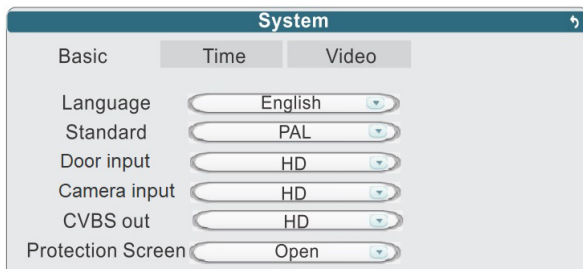 System
Basic Time Video
Language English
Standard PAL
Door input HD
Camera input HD
CVBS out HD
Protection Screen Open